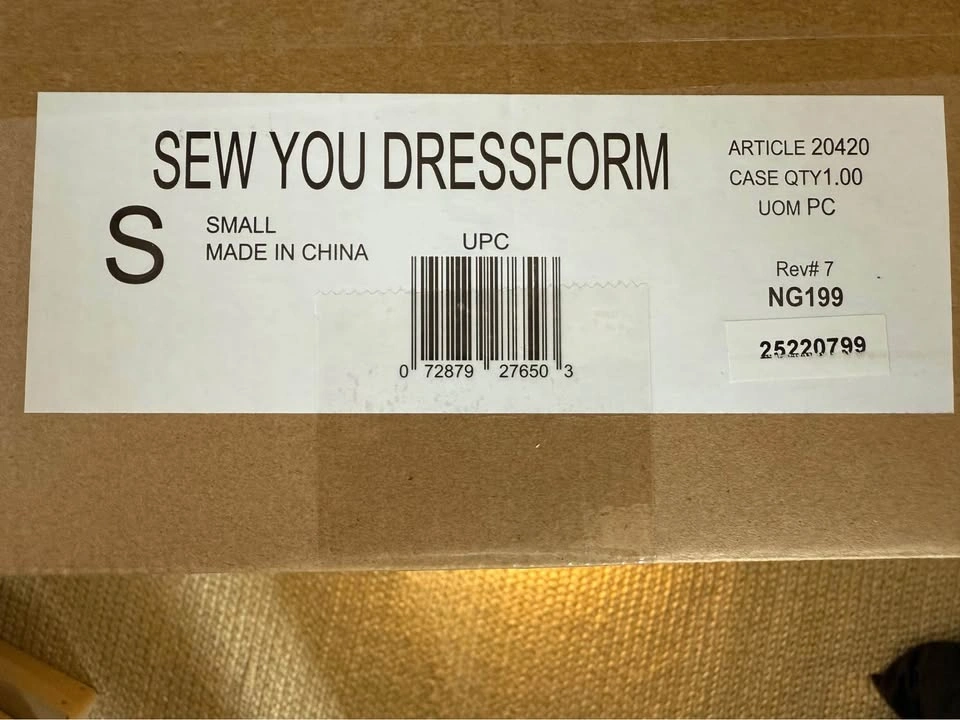 SEW YOU DRESSFORM
S
SMALL
MADE IN CHINA
UPC
0 72879 27650 3
ARTICLE 20420
CASE QTY1.00
UOM PC
Rev# 7
NG199
25220799